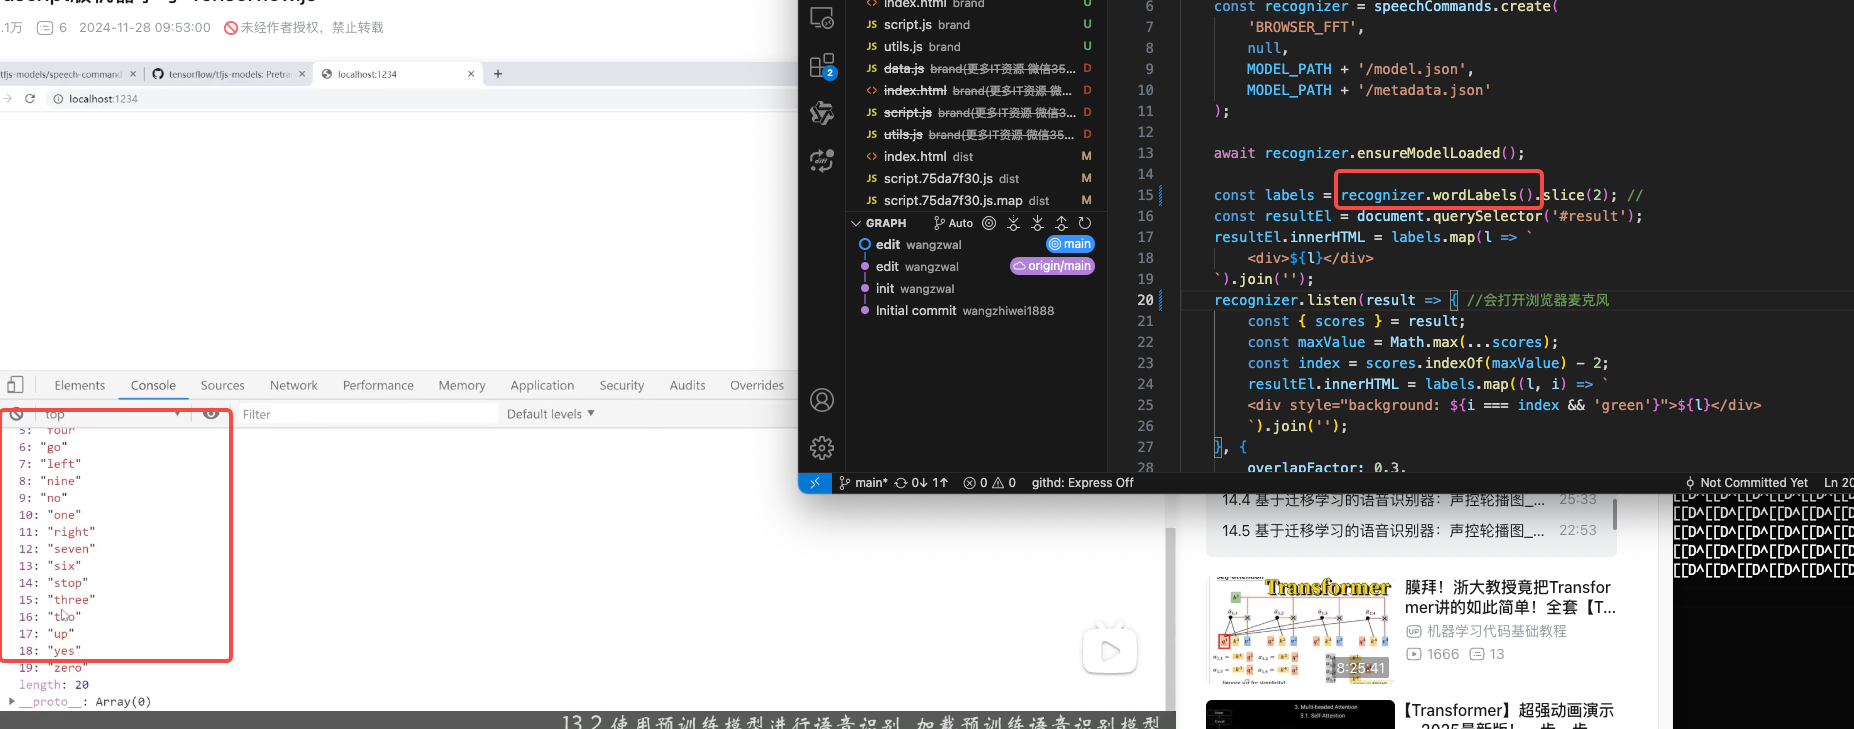 .1万 6 2024-11-28 09:53:00 未经作者授权，禁止转载
tfjs-models/speech-command
tensorflow/tfjs-models: Pretra
localhost:1234
localhost:1234
Elements Console Sources Network Performance Memory Application Security Audits Overrides
top Filter Default levels ▼
5: "four"
6: "go"
7: "left"
8: "nine"
9: "no"
10: "one"
11: "right"
12: "seven"
13: "six"
14: "stop"
15: "three"
16: "two"
17: "up"
18: "yes"
19: "zero"
length: 20
__proto__: Array(0)
13.2 使用预训练模型进行语音识别 加载预训练语音识别模型
2
index.html brand U
JS script.js brand U
JS utils.js brand U
JS data.js brand(更多IT资源 微信35... D
index.html brand(更多IT资源 微... D
JS script.js brand(更多IT资源 微信3... D
JS utils.js brand(更多IT资源 微信35... D
index.html dist M
JS script.75da7f30.js dist M
JS script.75da7f30.js.map dist M
GRAPH Auto
edit wangzwal main
edit wangzwal origin/main
init wangzwal
Initial commit wangzhiwei1888
6 const recognizer = speechCommands.create(
7 'BROWSER_FFT',
8 null,
9 MODEL_PATH + '/model.json',
10 MODEL_PATH + '/metadata.json'
11 );
12
13 await recognizer.ensureModelLoaded();
14
15 const labels = recognizer.wordLabels().slice(2); //
16 const resultEl = document.querySelector('#result');
17 resultEl.innerHTML = labels.map(l => `
18 <div>${l}</div>
19 `).join('');
20 recognizer.listen(result => { //会打开浏览器麦克风
21 const { scores } = result;
22 const maxValue = Math.max(...scores);
23 const index = scores.indexOf(maxValue) - 2;
24 resultEl.innerHTML = labels.map((l, i) => `
25 <div style="background: ${i === index && 'green'}">${l}</div>
26 `).join('');
27 }, {
28 overlapFactor: 0.3,
main* 0↓ 1↑ 0 0 githd: Express Off Not Committed Yet Ln 20
14.4 基于迁移学习的语音识别器：声控轮播图_... 25:33
14.5 基于迁移学习的语音识别器：声控轮播图_... 22:53
Transformer
8:25:41
膜拜！浙大教授竟把Transfor
mer讲的如此简单！全套【T...
UP 机器学习代码基础教程
1666 13
3. Multi-headed Attention
3.1. Self-Attention
【Transformer】超强动画演示
[[D^[[D^[[D^[[D^[[D^
[[D^[[D^[[D^[[D^[[D^
[[D^[[D^[[D^[[D^[[D^
[[D^[[D^[[D^[[D^[[D^